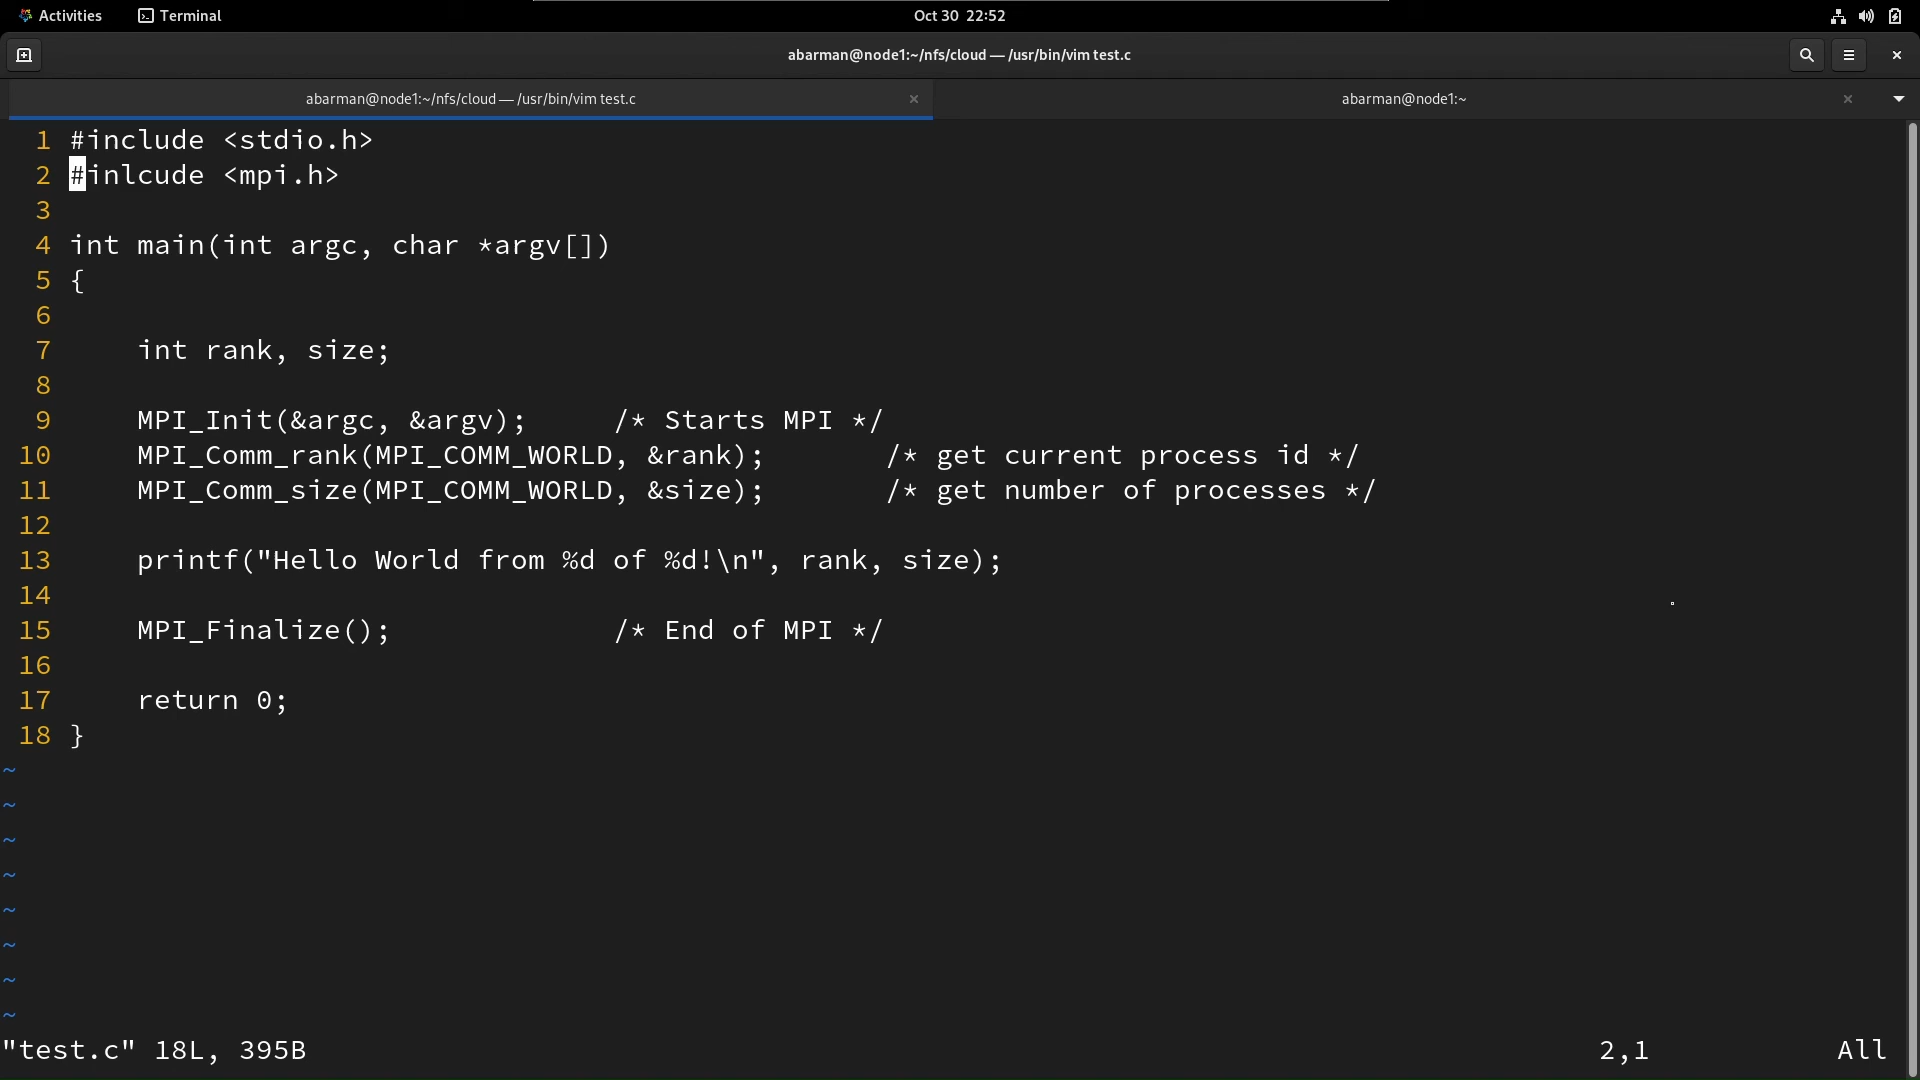 Activities Terminal Oct 30 22:52
abarman@node1:~/nfs/cloud — /usr/bin/vim test.c
abarman@node1:~/nfs/cloud — /usr/bin/vim test.c × abarman@node1:~ ×
1 #include <stdio.h>
2 #inlcude <mpi.h>
3
4 int main(int argc, char *argv[])
5 {
6
7     int rank, size;
8
9     MPI_Init(&argc, &argv);     /* Starts MPI */
10     MPI_Comm_rank(MPI_COMM_WORLD, &rank);       /* get current process id */
11     MPI_Comm_size(MPI_COMM_WORLD, &size);       /* get number of processes */
12
13     printf("Hello World from %d of %d!\n", rank, size);
14
15     MPI_Finalize();             /* End of MPI */
16
17     return 0;
18 }
~
~
~
~
~
~
~
~
"test.c" 18L, 395B 2,1 All